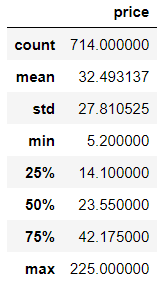 price
count 714.000000
mean 32.493137
std 27.810525
min 5.200000
25% 14.100000
50% 23.550000
75% 42.175000
max 225.000000